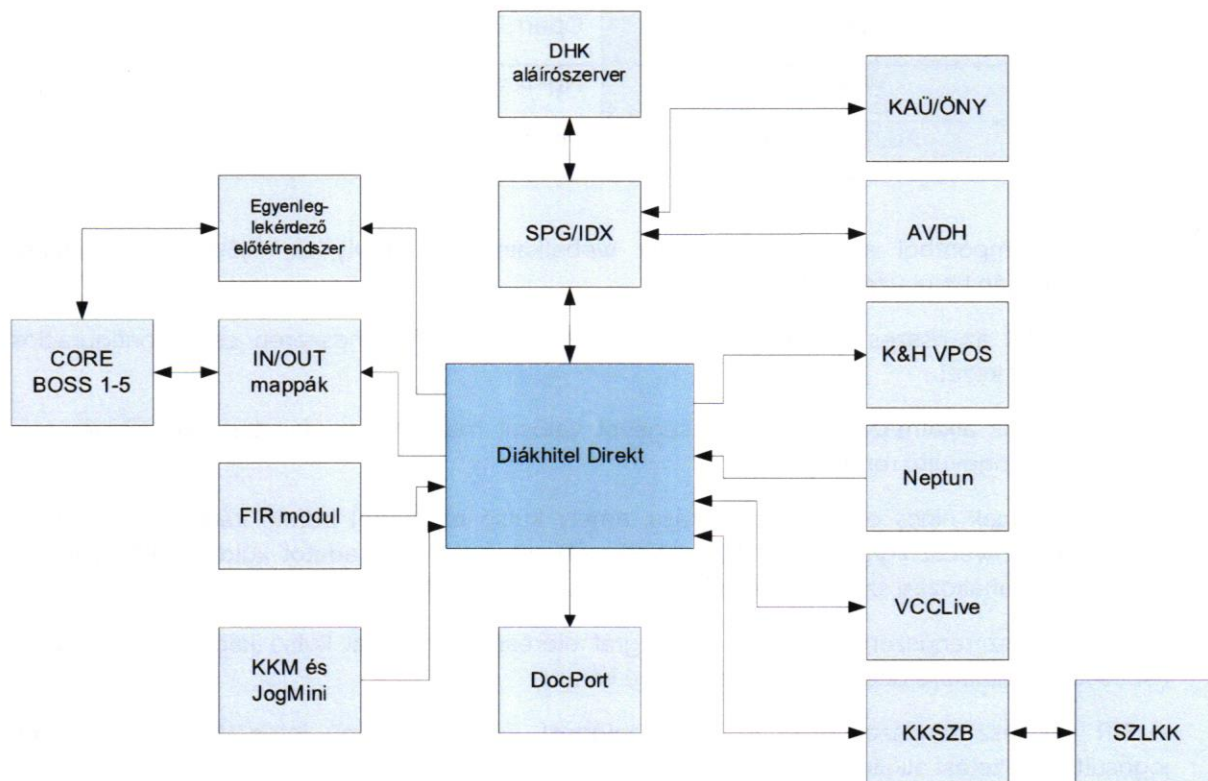 DHK
aláírószerver
KAÜ/ÖNY
Egyenleg-
lekérdező
előtétrendszer
SPG/IDX
AVDH
CORE
BOSS 1-5
IN/OUT
mappák
K&H VPOS
Diákhitel Direkt
Neptun
FIR modul
VCCLive
KKM és
JogMini
DocPort
KKSZB
SZLKK